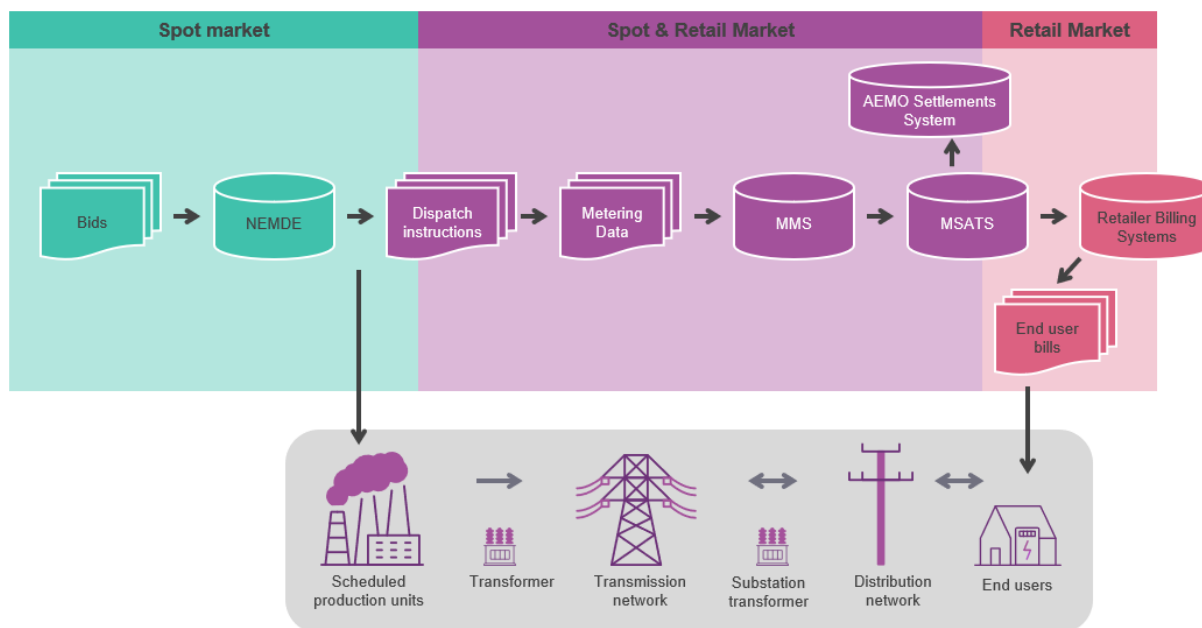 Spot market
Spot & Retail Market
Retail Market
AEMO Settlements
System
Bids
NEMDE
Dispatch
instructions
Metering
Data
MMS
MSATS
Retailer Billing
Systems
End user
bills
Scheduled
production units
Transformer
Transmission
network
Substation
transformer
Distribution
network
End users